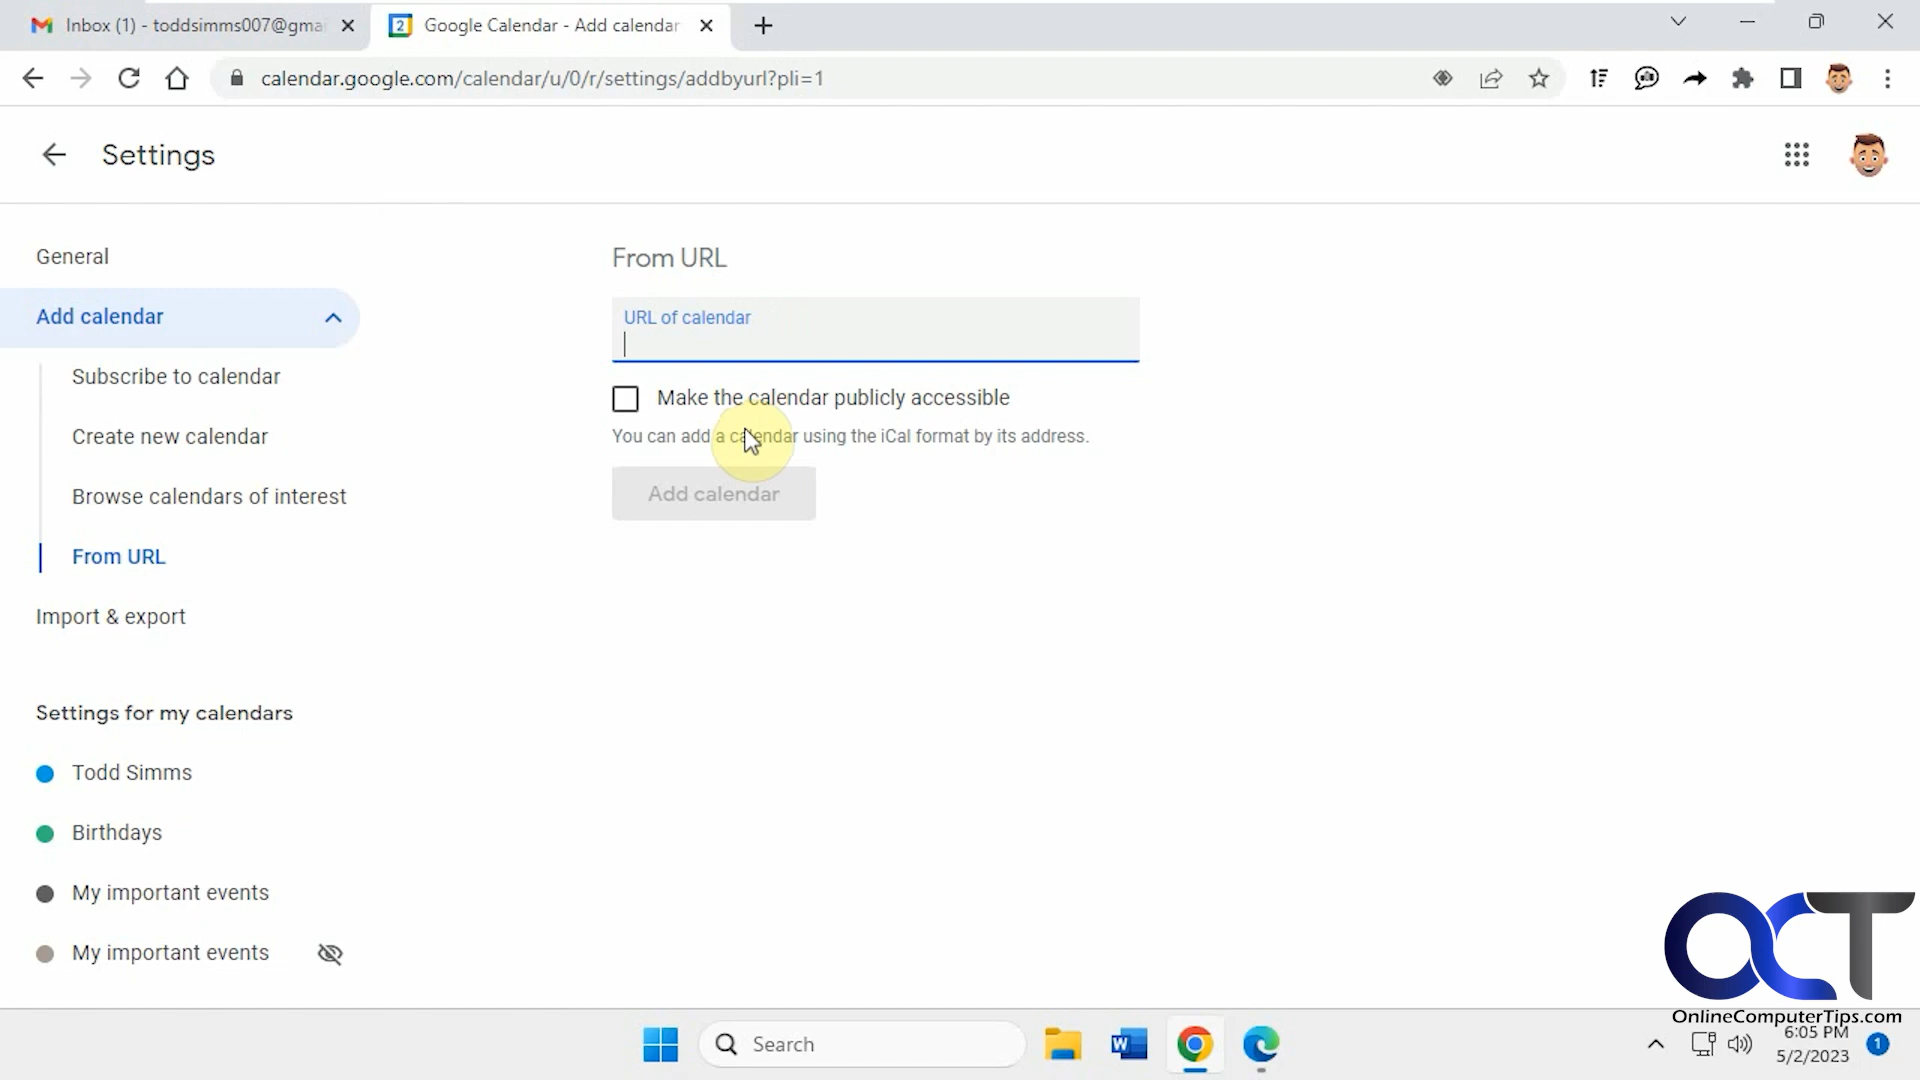 Inbox (1) - toddsimms007@gmai
Google Calendar - Add calendar
calendar.google.com/calendar/u/0/r/settings/addbyurl?pli=1
Settings
General
Add calendar
Subscribe to calendar
Create new calendar
Browse calendars of interest
From URL
Import & export
Settings for my calendars
Todd Simms
Birthdays
My important events
My important events
From URL
URL of calendar
Make the calendar publicly accessible
You can add a calendar using the iCal format by its address.
Add calendar
OCT
OnlineComputerTips.com
Search
6:05 PM
5/2/2023
1